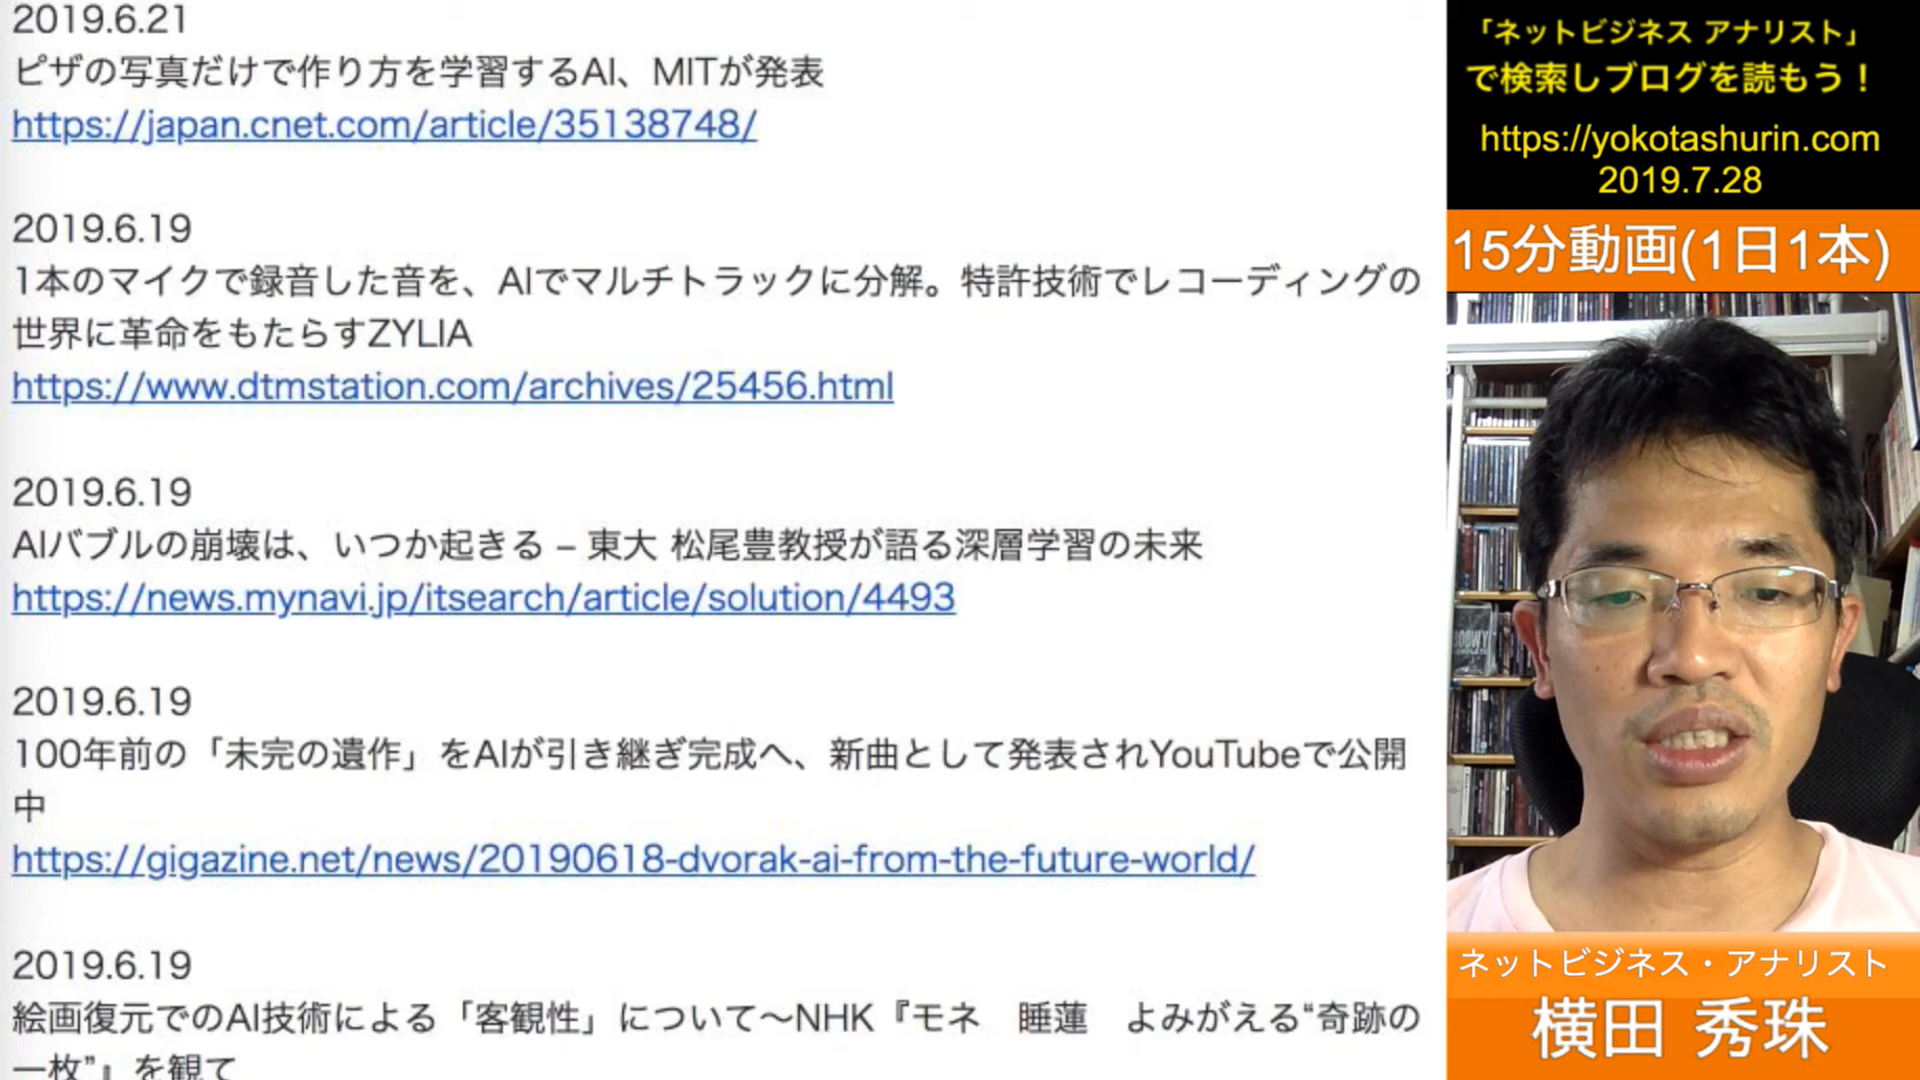 2019.6.21
ピザの写真だけで作り方を学習するAI、MITが発表
https://japan.cnet.com/article/35138748/
2019.6.19
1本のマイクで録音した音を、AIでマルチトラックに分解。特許技術でレコーディングの
世界に革命をもたらすZYLIA
https://www.dtmstation.com/archives/25456.html
2019.6.19
AIバブルの崩壊は、いつか起きる – 東大 松尾豊教授が語る深層学習の未来
https://news.mynavi.jp/itsearch/article/solution/4493
2019.6.19
100年前の「未完の遺作」をAIが引き継ぎ完成へ、新曲として発表されYouTubeで公開
中
https://gigazine.net/news/20190618-dvorak-ai-from-the-future-world/
2019.6.19
絵画復元でのAI技術による「客観性」について〜NHK『モネ　睡蓮　よみがえる“奇跡の
一枚”』を観て
「ネットビジネス アナリスト」
で検索しブログを読もう！
https://yokotashurin.com
2019.7.28
15分動画(1日1本)
BOØWY
ネットビジネス・アナリスト
横田 秀珠